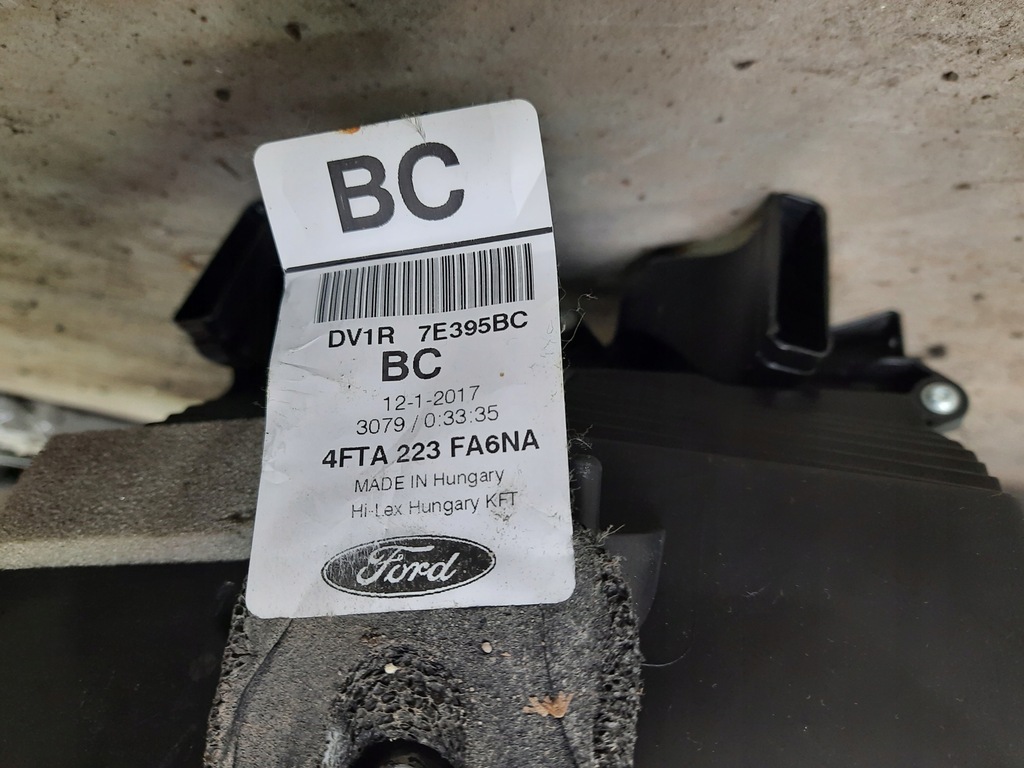 BC
DV1R 7E395BC
BC
12-1-2017
3079 / 0:33:35
4FTA 223 FA6NA
MADE IN Hungary
Hi-Lex Hungary KFT
Ford